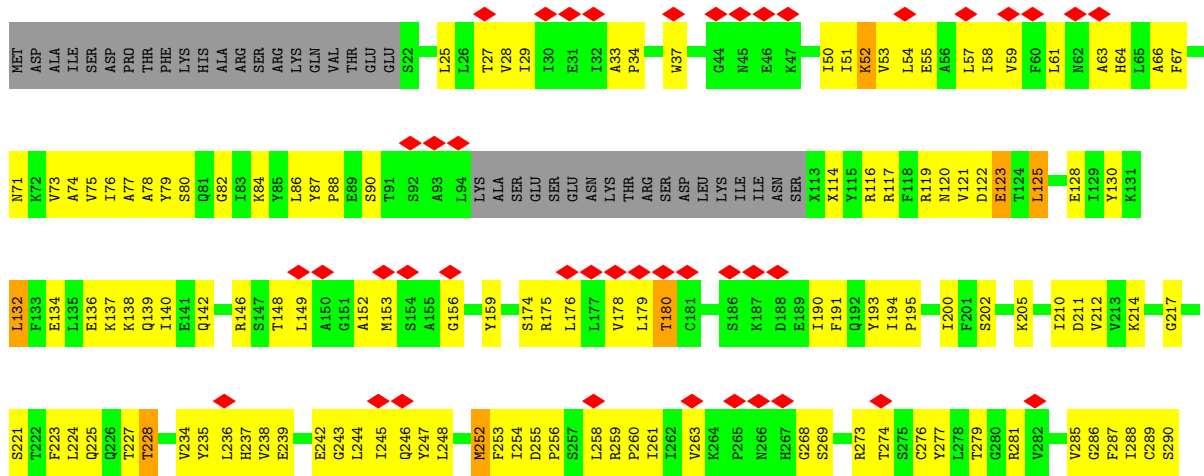 MET ASP ALA ILE SER ASP PRO THR PHE LYS HIS ALA ARG SER ARG LYS GLN VAL THR GLU GLU S22 L25 L26 T27 V28 I29 I30 E31 I32 A33 P34 W37 G44 N45 E46 K47 I50 I51 K52 V53 L54 E55 A56 L57 I58 V59 F60 L61 N62 A63 H64 L65 A66 F67
N71 K72 V73 A74 V75 I76 A77 A78 Y79 S80 Q81 G82 I83 K84 Y85 L86 Y87 P88 E89 S90 T91 S92 A93 L94 LYS ALA SER GLU SER GLU ASN LYS THR ARG SER ASP LEU LYS ILE ILE ASN SER X113 X114 Y115 R116 R117 F118 R119 N120 V121 D122 E123 T124 L125 E128 I129 Y130 K131
L132 F133 E134 L135 E136 K137 K138 Q139 I140 E141 Q142 R146 S147 T148 L149 A150 G151 A152 M153 S154 A155 G156 Y159 S174 R175 L176 L177 V178 L179 T180 C181 S186 K187 D188 E189 I190 F191 Q192 Y193 I194 P195 I200 F201 S202 K205 I210 D211 V212 V213 K214 G217
S221 T222 F223 L224 Q225 Q226 T227 T228 V234 Y235 L236 H237 V238 E239 E242 G243 L244 I245 Q246 Y247 L248 M252 F253 I254 D255 P256 S257 L258 R259 P260 I261 I262 V263 K264 P265 N266 H267 G268 S269 R273 T274 S275 C276 Y277 L278 T279 G280 R281 V282 V285 G286 F287 I288 C289 S290